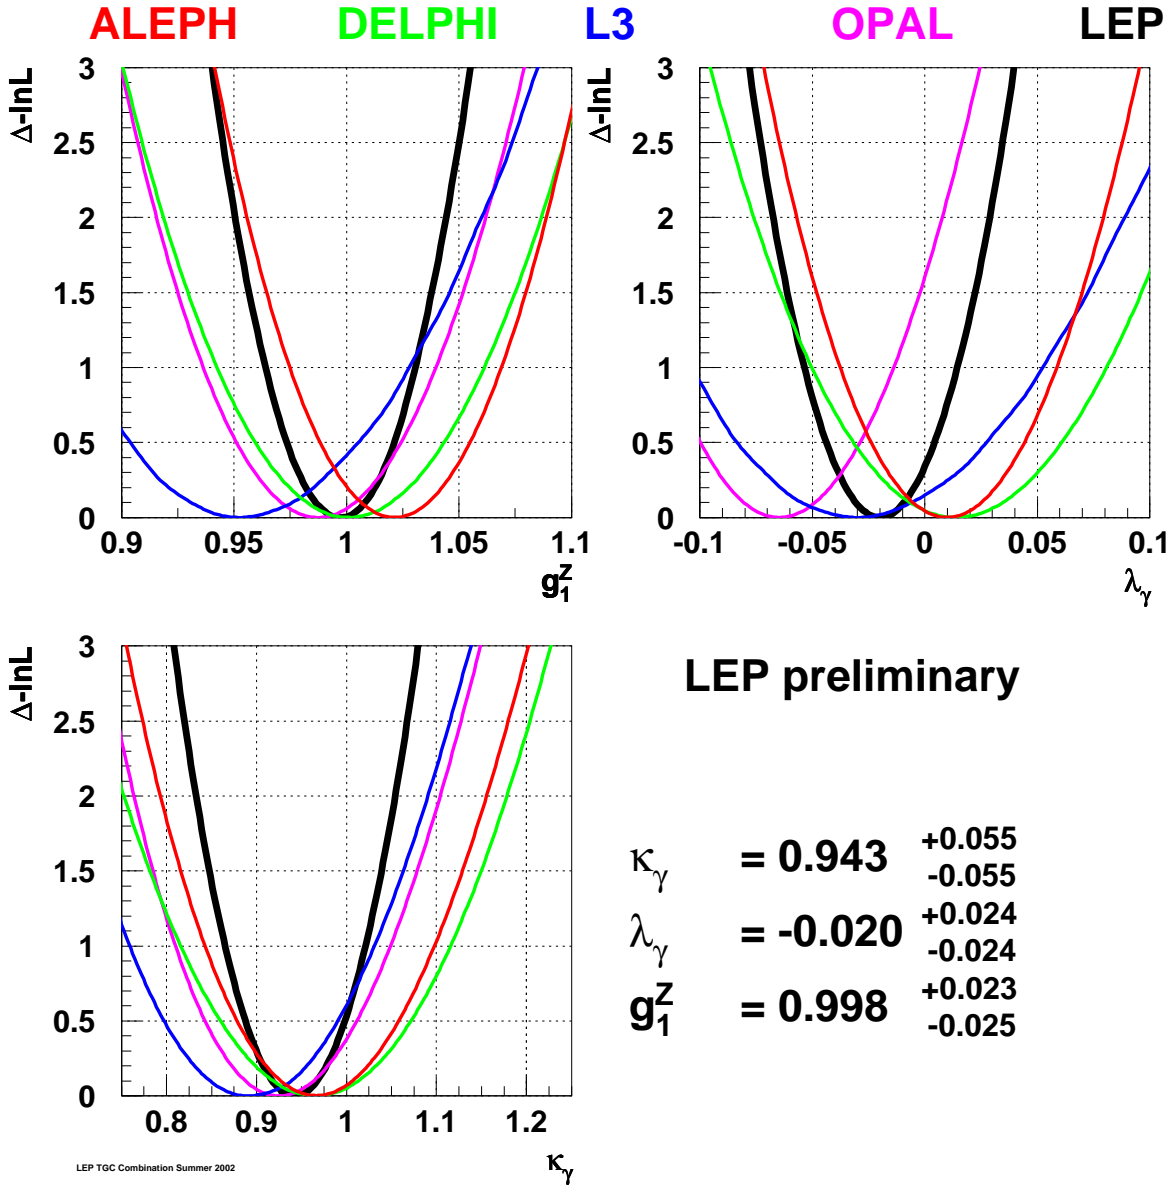 ALEPH DELPHI L3 OPAL LEP
Δ-lnL
3
2.5
2
1.5
1
0.5
0
0.9 0.95 1 1.05 1.1
g₁ᶻ
Δ-lnL
3
2.5
2
1.5
1
0.5
0
-0.1 -0.05 0 0.05 0.1
λᵧ
Δ-lnL
3
2.5
2
1.5
1
0.5
0
0.8 0.9 1 1.1 1.2
κᵧ
LEP preliminary
κᵧ = 0.943 +0.055 -0.055
λᵧ = -0.020 +0.024 -0.024
g₁ᶻ = 0.998 +0.023 -0.025
LEP TGC Combination Summer 2002